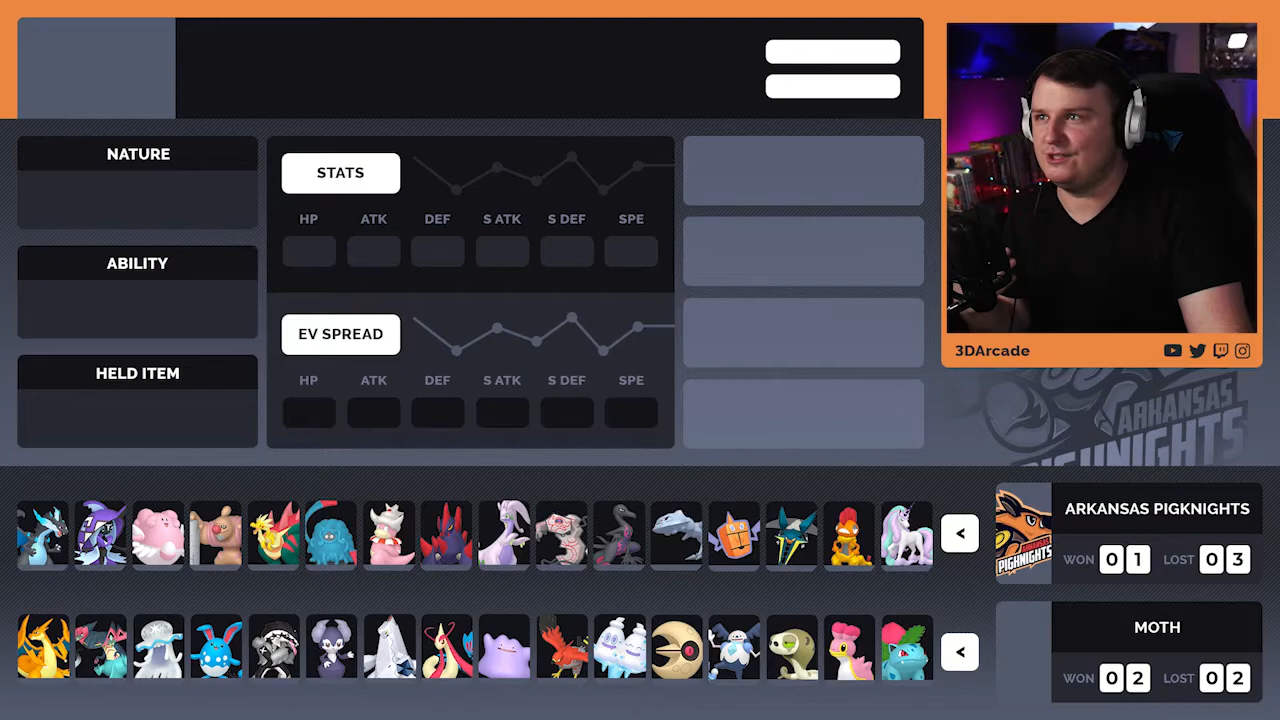 NATURE
ABILITY
HELD ITEM
STATS
HP ATK DEF S ATK S DEF SPE
EV SPREAD
HP ATK DEF S ATK S DEF SPE
3DArcade
ARKANSAS
PIGKNIGHTS
<
PIGKNIGHTS
ARKANSAS PIGKNIGHTS
WON 0 1 LOST 0 3
<
MOTH
WON 0 2 LOST 0 2